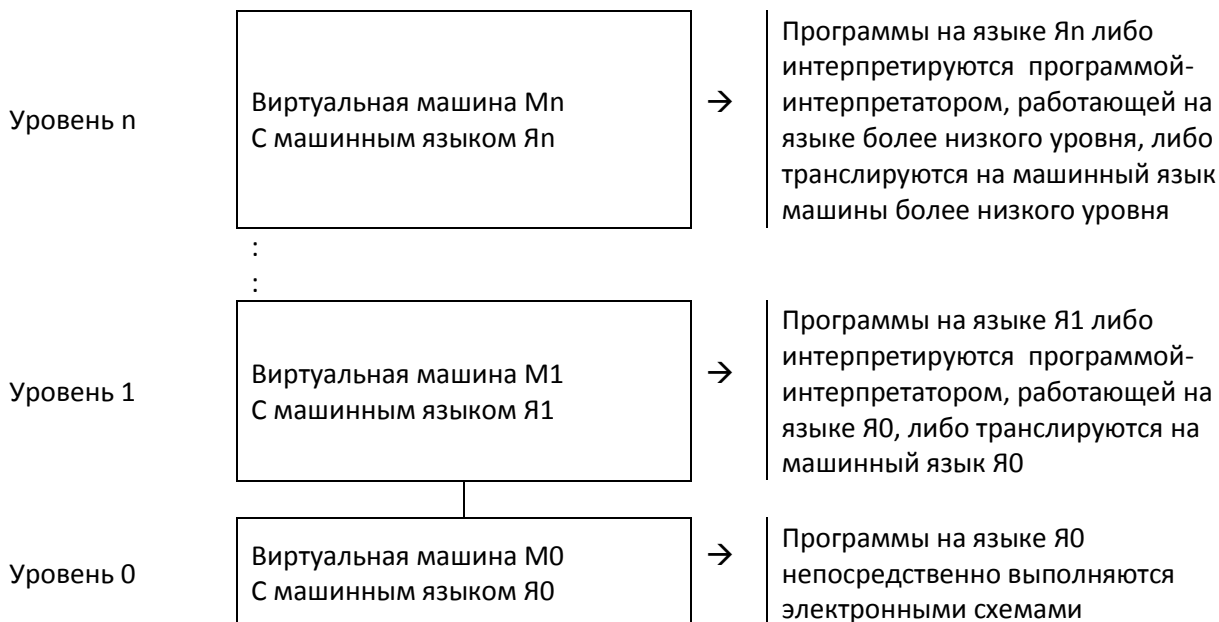 Уровень n
Виртуальная машина Mn
С машинным языком Яn
→
Программы на языке Яn либо
интерпретируются программой-
интерпретатором, работающей на
языке более низкого уровня, либо
транслируются на машинный язык
машины более низкого уровня
:
:
Уровень 1
Виртуальная машина M1
С машинным языком Я1
→
Программы на языке Я1 либо
интерпретируются программой-
интерпретатором, работающей на
языке Я0, либо транслируются на
машинный язык Я0
Уровень 0
Виртуальная машина M0
С машинным языком Я0
→
Программы на языке Я0
непосредственно выполняются
электронными схемами